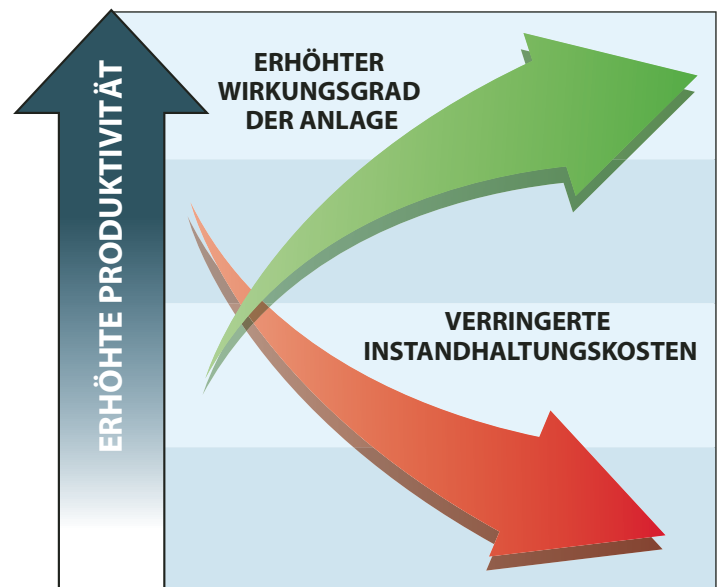 ERHÖHTE PRODUKTIVITÄT
ERHÖHTER
WIRKUNGSGRAD
DER ANLAGE
VERRINGERTE
INSTANDHALTUNGSKOSTEN